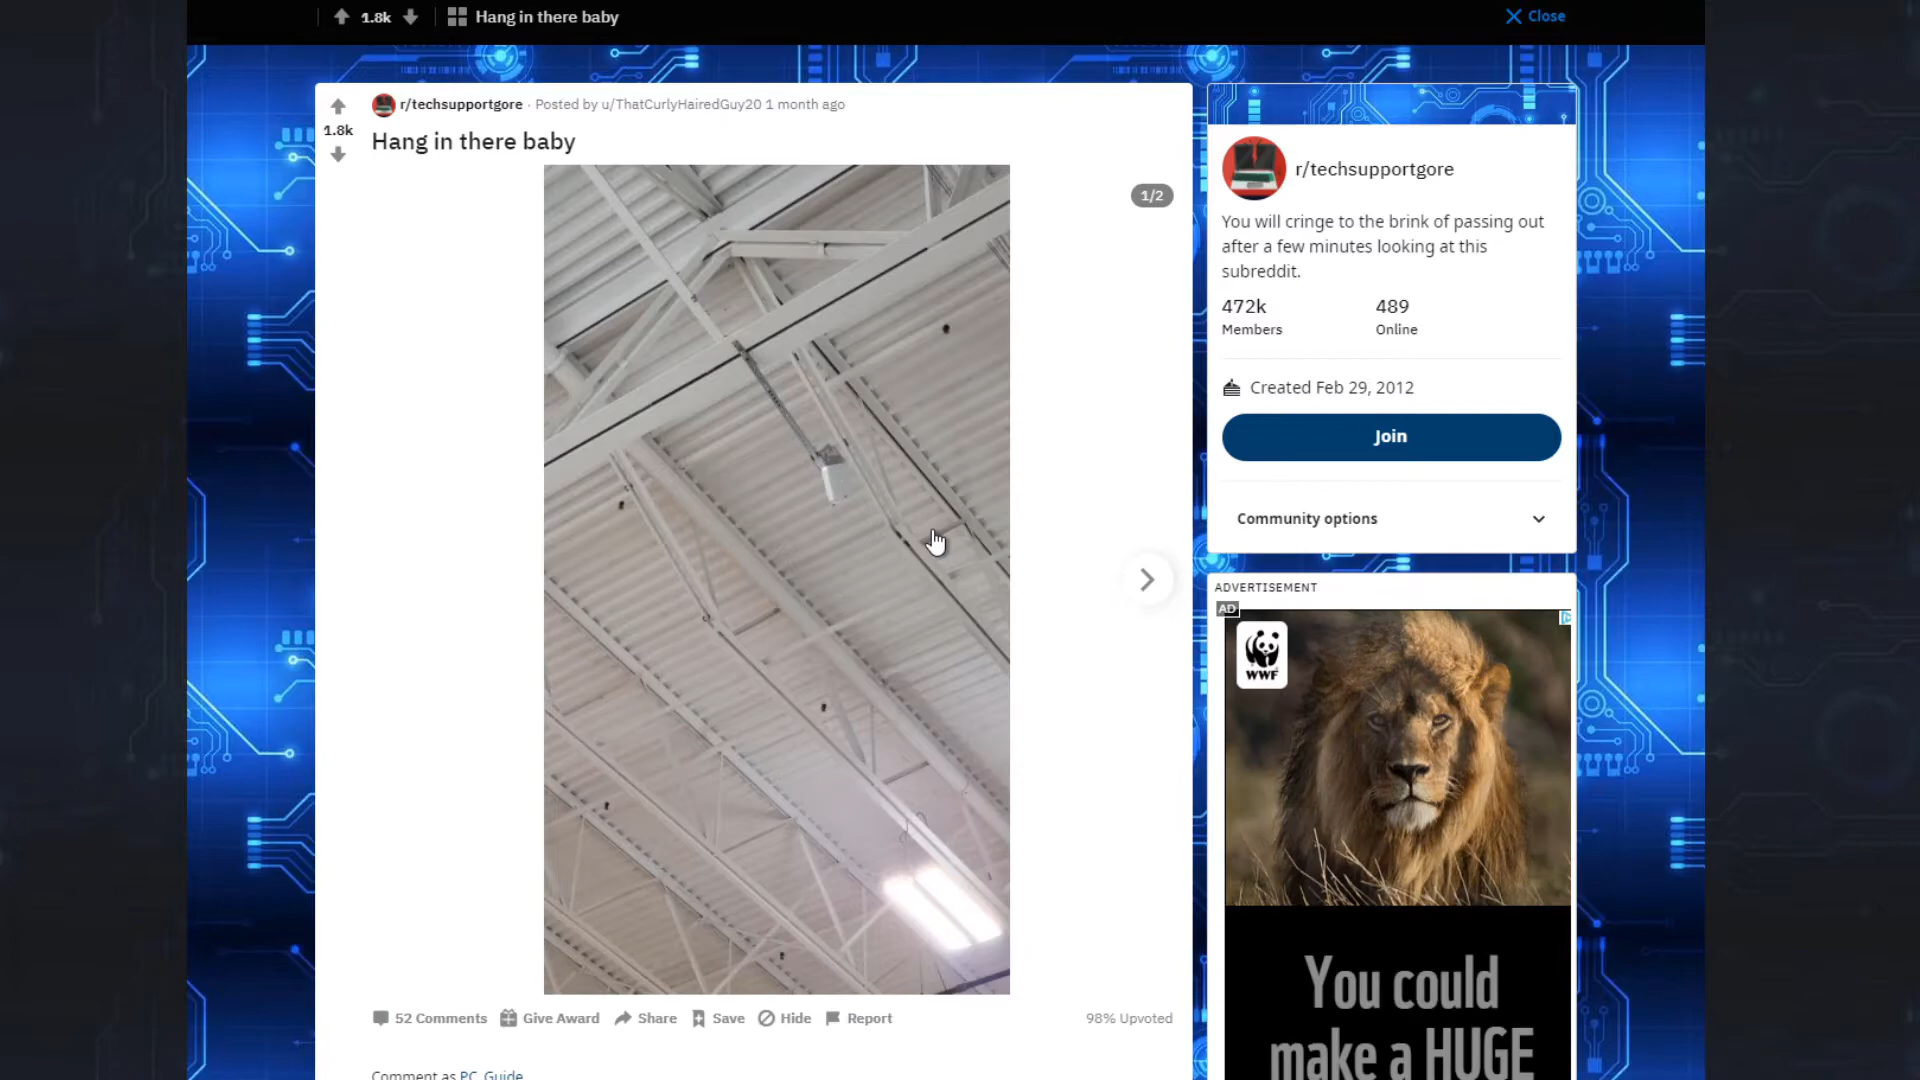 1.8k
Hang in there baby
Close
r/techsupportgore · Posted by u/ThatCurlyHairedGuy20 1 month ago
1.8k
Hang in there baby
1/2
52 Comments
Give Award
Share
Save
Hide
Report
98% Upvoted
Comment as PC_Guide
r/techsupportgore
You will cringe to the brink of passing out
after a few minutes looking at this
subreddit.
472k
Members
489
Online
Created Feb 29, 2012
Join
Community options
ADVERTISEMENT
AD
WWF
You could
make a HUGE